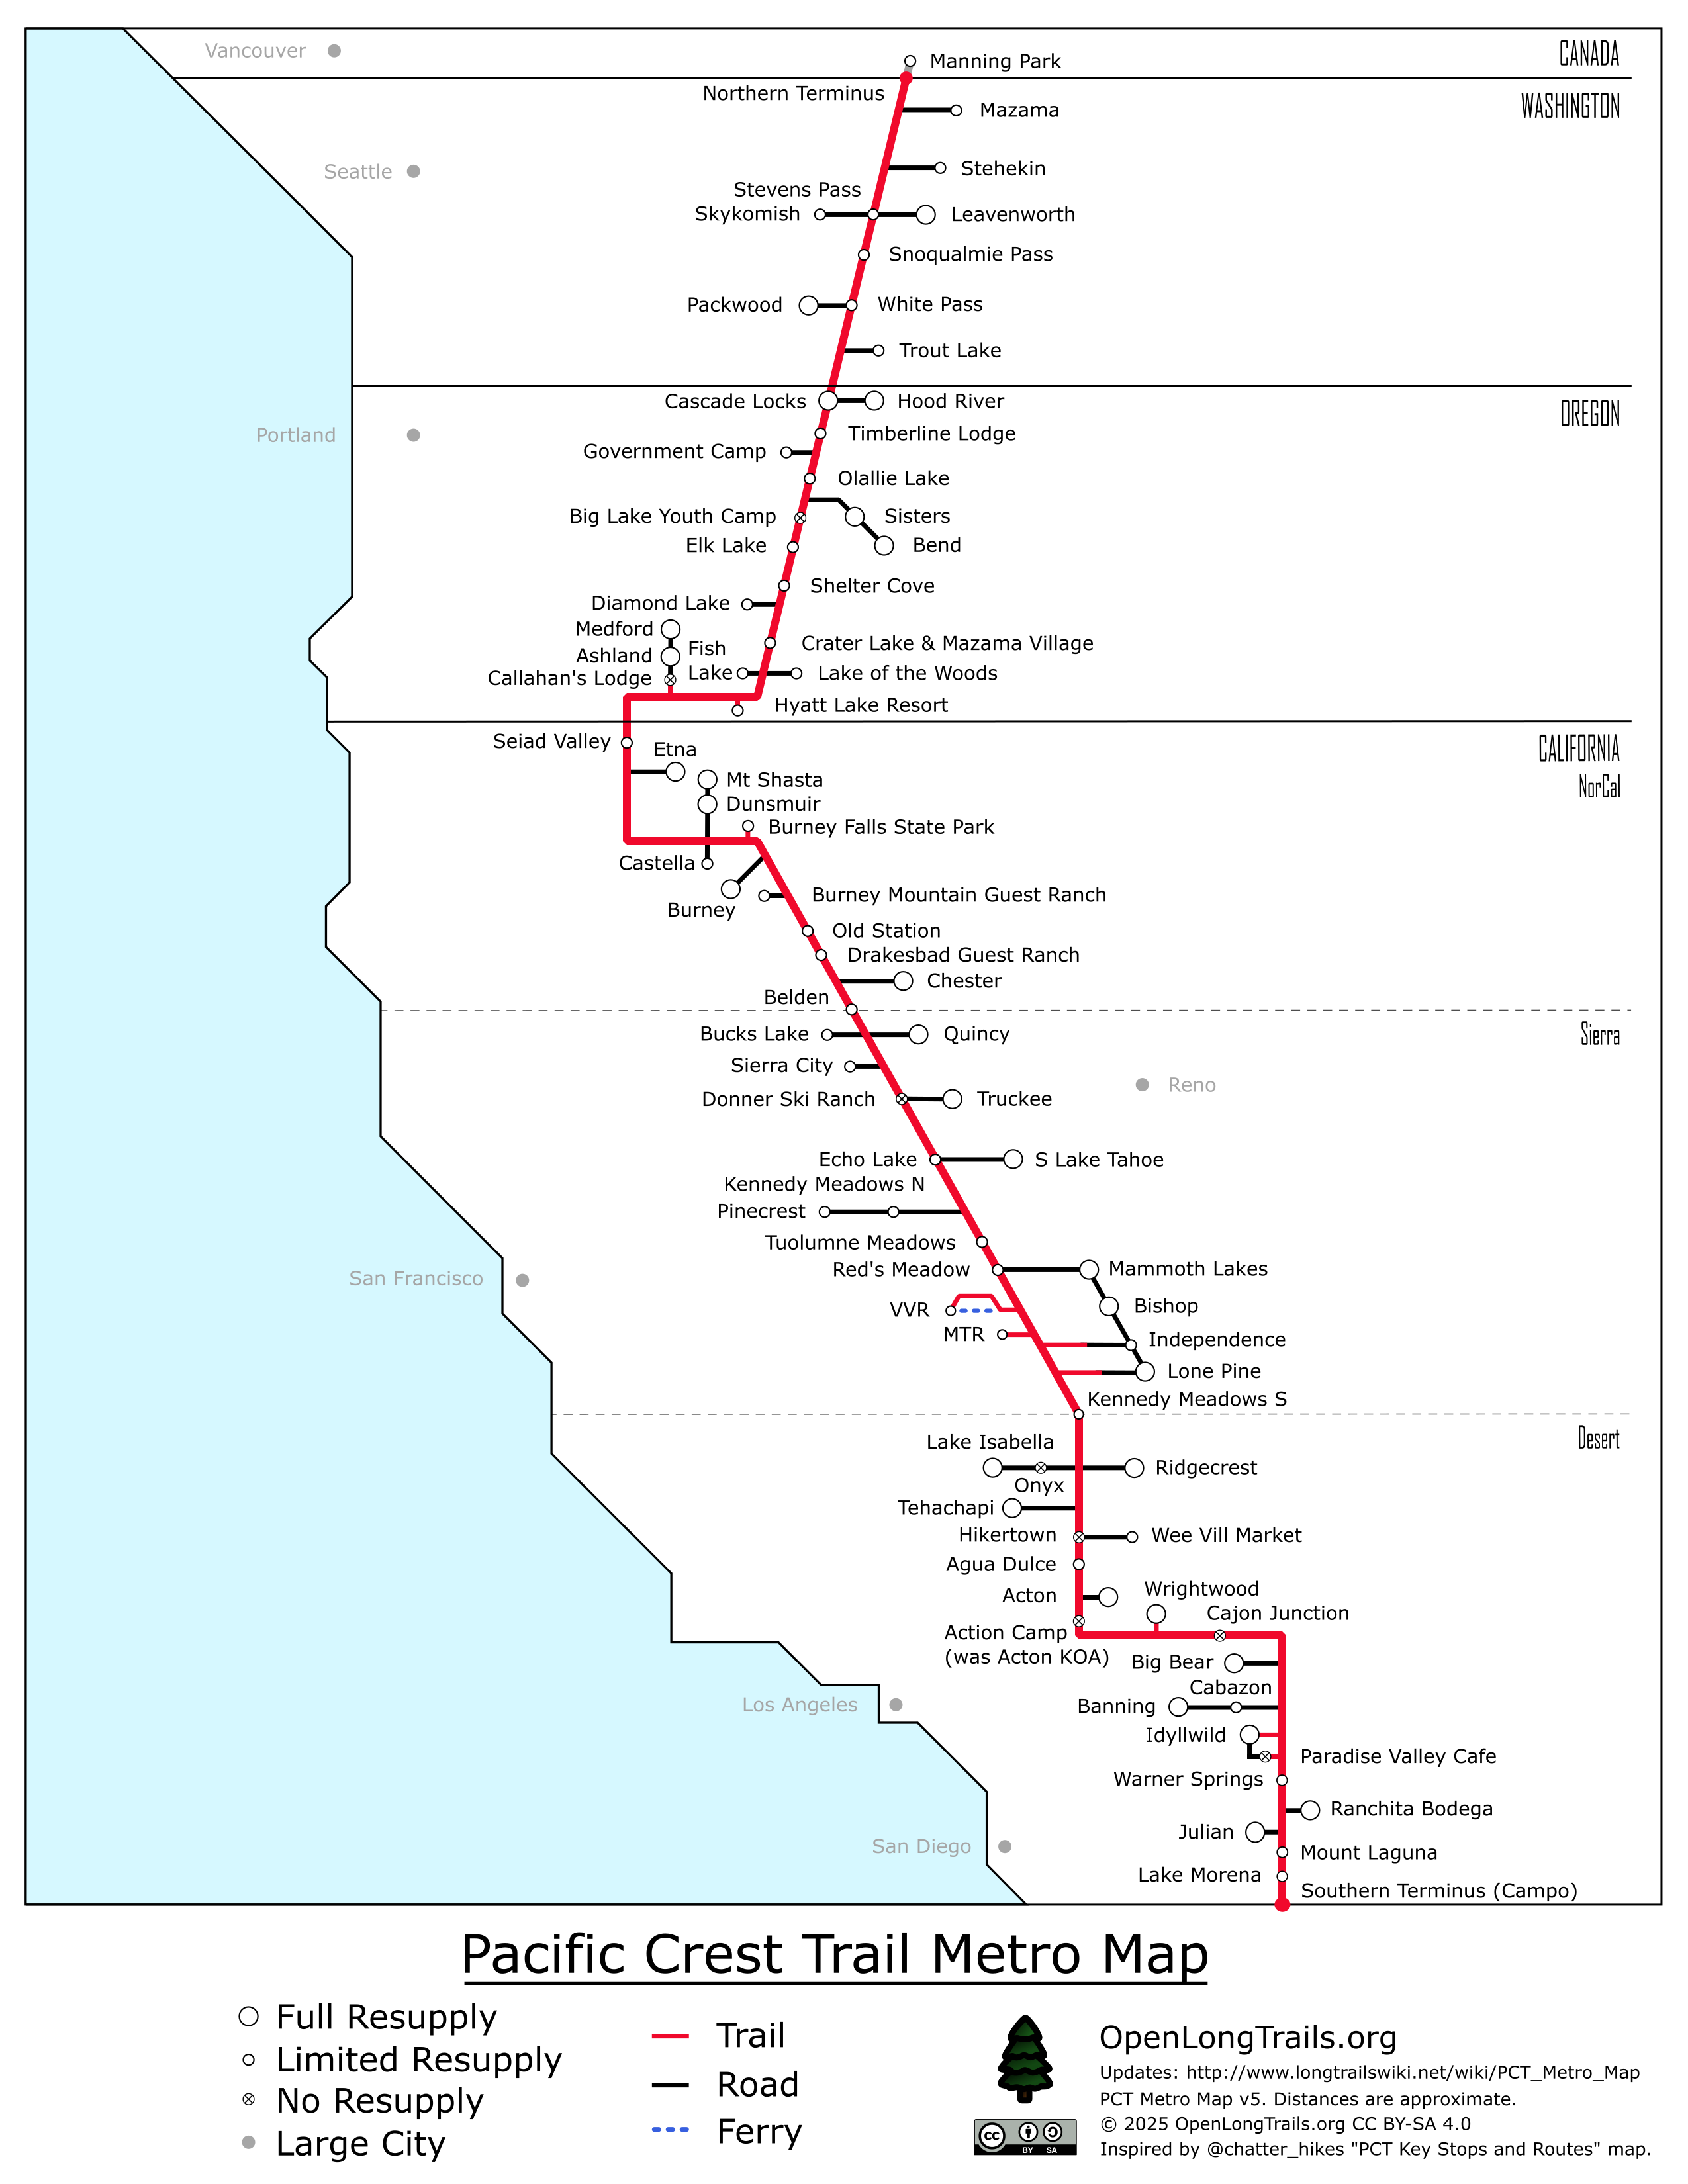 Vancouver
CANADA
Manning Park
Northern Terminus
WASHINGTON
Mazama
Seattle
Stehekin
Stevens Pass
Skykomish
Leavenworth
Snoqualmie Pass
Packwood
White Pass
Trout Lake
Cascade Locks
Hood River
OREGON
Portland
Timberline Lodge
Government Camp
Olallie Lake
Big Lake Youth Camp
Sisters
Elk Lake
Bend
Shelter Cove
Diamond Lake
Medford
Crater Lake & Mazama Village
Ashland
Fish
Lake
Lake of the Woods
Callahan's Lodge
Hyatt Lake Resort
Seiad Valley
CALIFORNIA
Etna
NorCal
Mt Shasta
Dunsmuir
Burney Falls State Park
Castella
Burney
Burney Mountain Guest Ranch
Old Station
Drakesbad Guest Ranch
Chester
Belden
Bucks Lake
Quincy
Sierra
Sierra City
Reno
Donner Ski Ranch
Truckee
Echo Lake
S Lake Tahoe
Kennedy Meadows N
Pinecrest
Tuolumne Meadows
Red's Meadow
Mammoth Lakes
San Francisco
VVR
Bishop
MTR
Independence
Lone Pine
Kennedy Meadows S
Desert
Lake Isabella
Ridgecrest
Onyx
Tehachapi
Hikertown
Wee Vill Market
Agua Dulce
Acton
Wrightwood
Cajon Junction
Action Camp
(was Acton KOA)
Big Bear
Cabazon
Los Angeles
Banning
Idyllwild
Paradise Valley Cafe
Warner Springs
Ranchita Bodega
Julian
San Diego
Mount Laguna
Lake Morena
Southern Terminus (Campo)
Pacific Crest Trail Metro Map
Full Resupply
Limited Resupply
No Resupply
Large City
Trail
Road
Ferry
OpenLongTrails.org
Updates: http://www.longtrailswiki.net/wiki/PCT_Metro_Map
PCT Metro Map v5. Distances are approximate.
© 2025 OpenLongTrails.org CC BY-SA 4.0
Inspired by @chatter_hikes "PCT Key Stops and Routes" map.
cc
BY SA